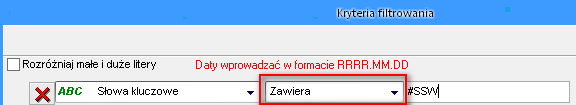 Kryteria filtrowania
Rozróżniaj małe i duże litery Daty wprowadzać w formacie RRRR.MM.DD
ABC Słowa kluczowe Zawiera #SSW